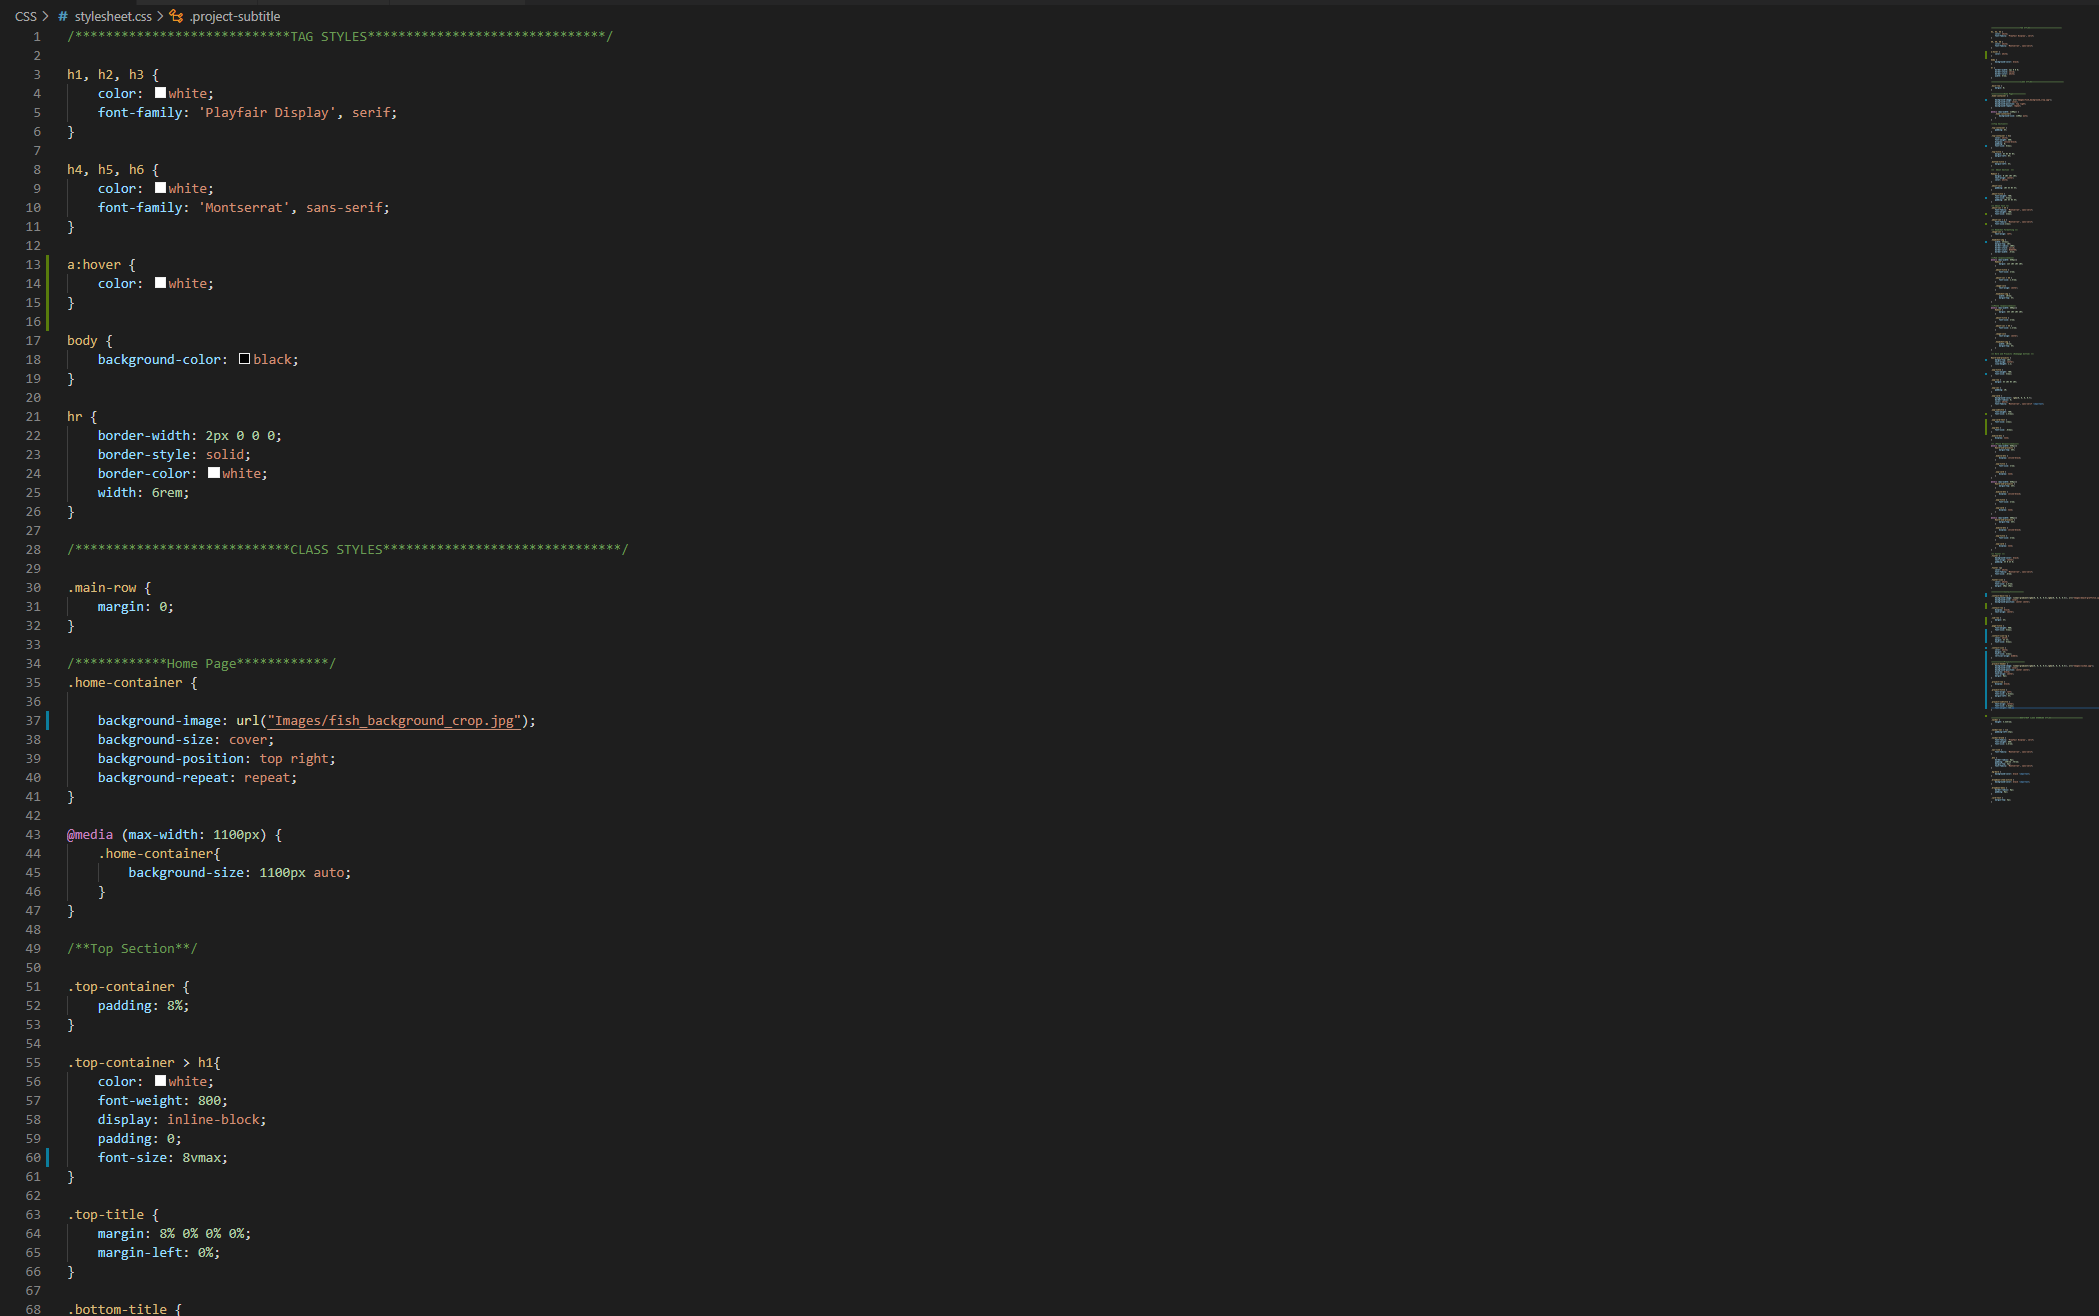 CSS > # stylesheet.css > .project-subtitle
1 /****************************TAG STYLES*******************************/
2
3 h1, h2, h3 {
4 color: white;
5 font-family: 'Playfair Display', serif;
6 }
7
8 h4, h5, h6 {
9 color: white;
10 font-family: 'Montserrat', sans-serif;
11 }
12
13 a:hover {
14 color: white;
15 }
16
17 body {
18 background-color: black;
19 }
20
21 hr {
22 border-width: 2px 0 0 0;
23 border-style: solid;
24 border-color: white;
25 width: 6rem;
26 }
27
28 /****************************CLASS STYLES*******************************/
29
30 .main-row {
31 margin: 0;
32 }
33
34 /************Home Page************/
35 .home-container {
36
37 background-image: url("Images/fish_background_crop.jpg");
38 background-size: cover;
39 background-position: top right;
40 background-repeat: repeat;
41 }
42
43 @media (max-width: 1100px) {
44 .home-container{
45 background-size: 1100px auto;
46 }
47 }
48
49 /**Top Section**/
50
51 .top-container {
52 padding: 8%;
53 }
54
55 .top-container > h1{
56 color: white;
57 font-weight: 800;
58 display: inline-block;
59 padding: 0;
60 font-size: 8vmax;
61 }
62
63 .top-title {
64 margin: 8% 0% 0% 0%;
65 margin-left: 0%;
66 }
67
68 .bottom-title {